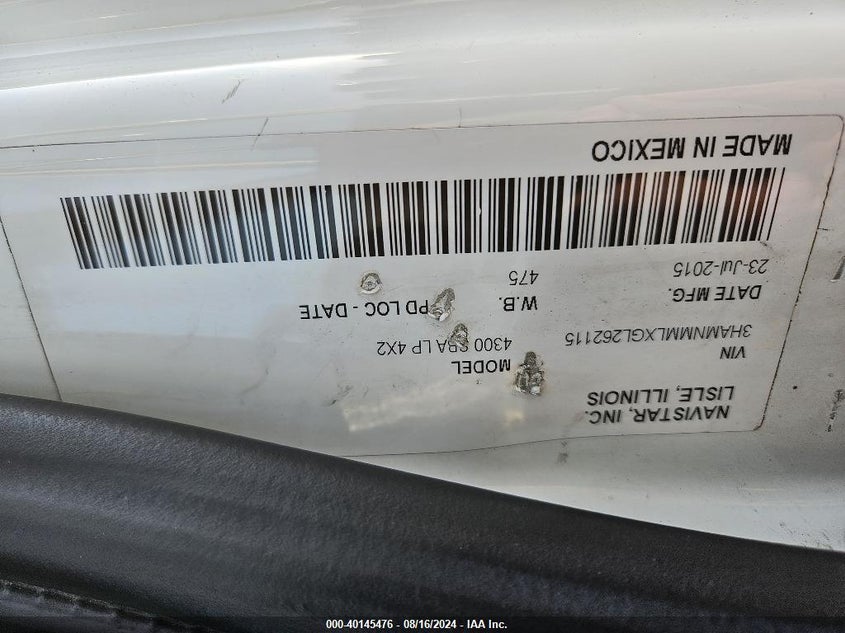 NAVISTAR, INC.
LISLE, ILLINOIS
VIN
3HAMNMMLXGL262115
MODEL
4300 SBA LP 4X2
DATE MFG.
23-Jul-2015
W.B.
475
PD LOC - DATE
MADE IN MEXICO
000-40145476 - 08/16/2024 - IAA Inc.